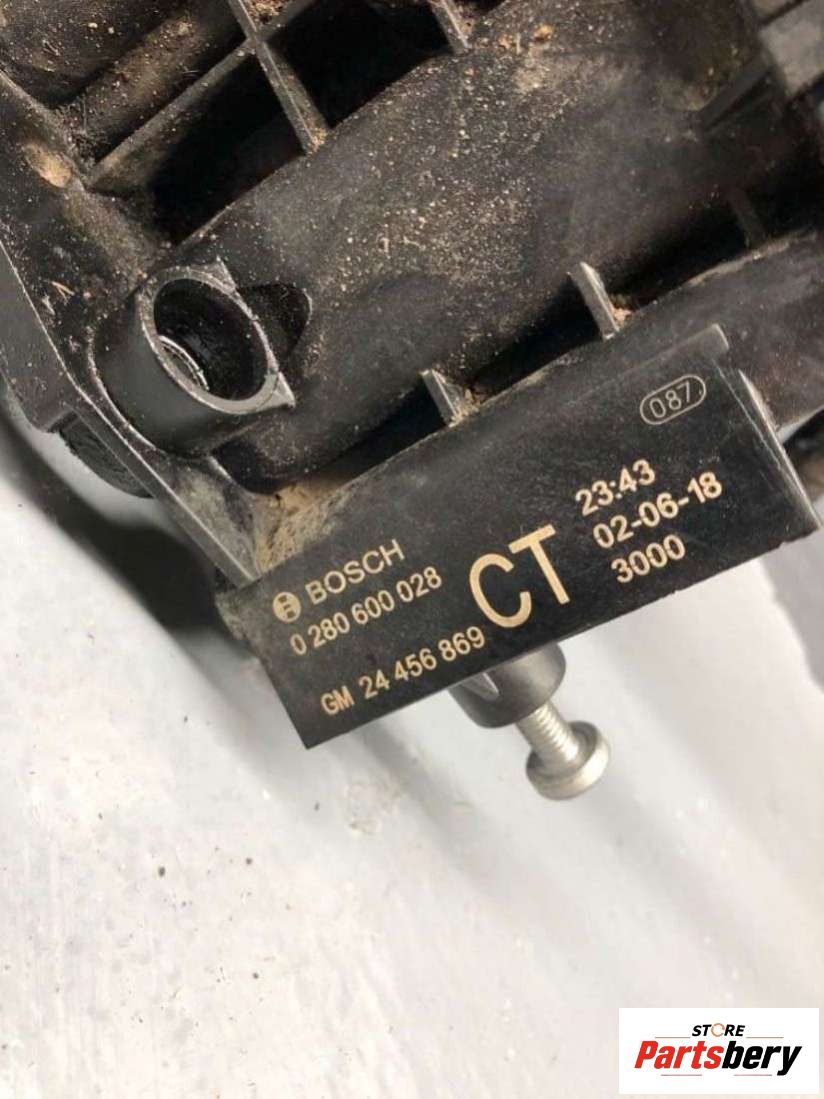 087
BOSCH
0 280 600 028
GM 24 456 869
CT
23:43
02-06-18
3000
STORE
Partsbery